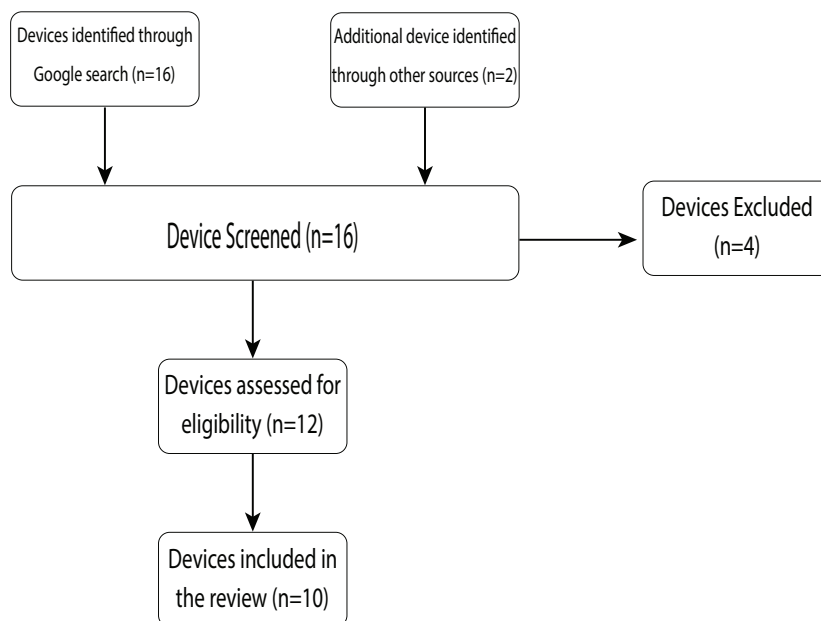 Devices identified through
Google search (n=16)
Additional device identified
through other sources (n=2)
Device Screened (n=16)
Devices Excluded
(n=4)
Devices assessed for
eligibility (n=12)
Devices included in
the review (n=10)